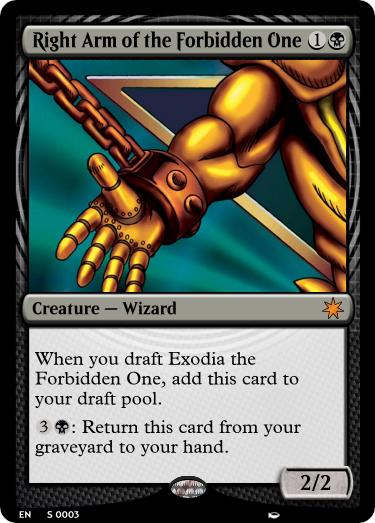 Right Arm of the Forbidden One 1
Creature — Wizard
When you draft Exodia the
Forbidden One, add this card to
your draft pool.
3 : Return this card from your
graveyard to your hand.
2/2
EN S 0003